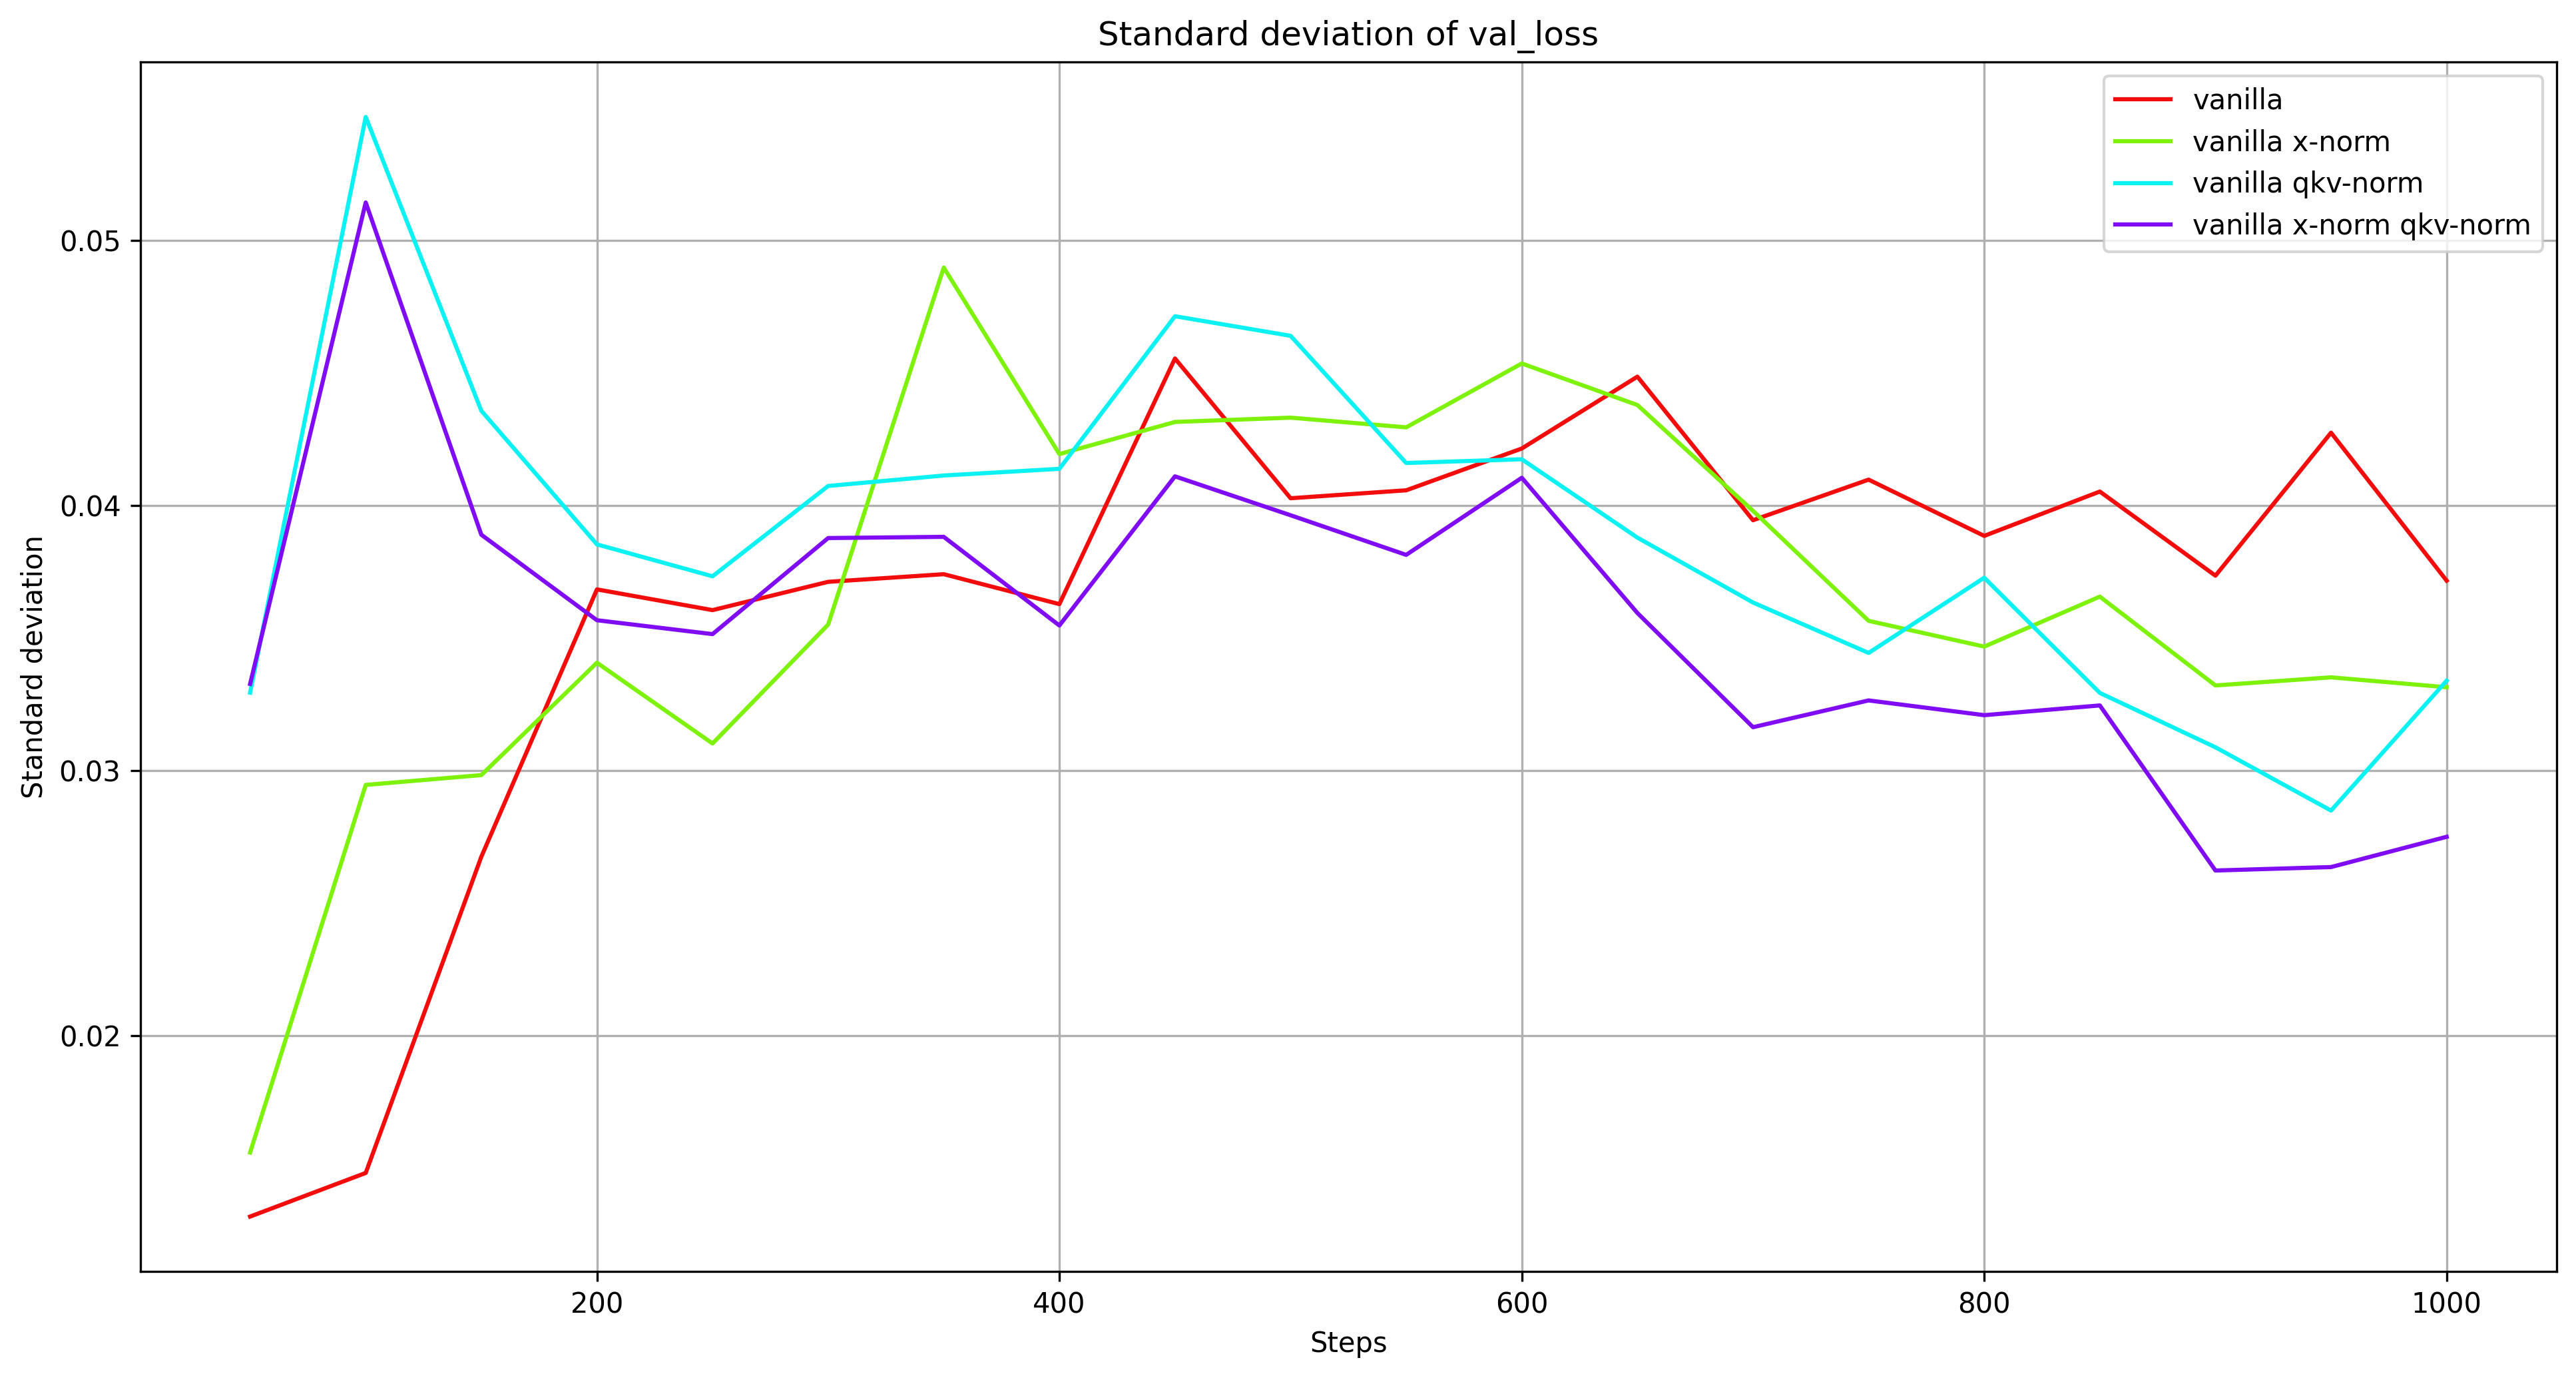 Standard deviation of val_loss
vanilla
vanilla x-norm
vanilla qkv-norm
vanilla x-norm qkv-norm
Standard deviation
0.05
0.04
0.03
0.02
200
400
600
800
1000
Steps